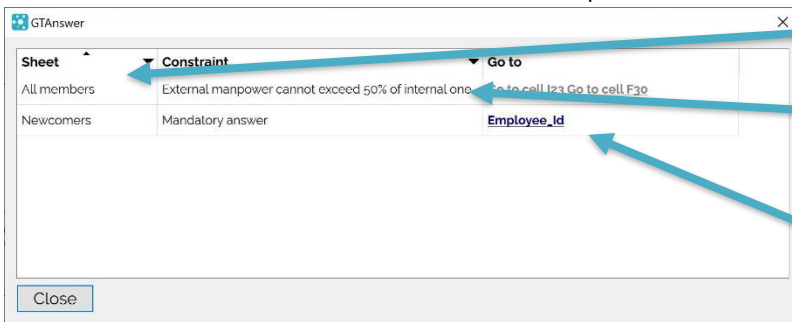 GTAnswer
Sheet Constraint Go to
All members External manpower cannot exceed 50% of internal one Go to cell I23 Go to cell F30
Newcomers Mandatory answer Employee_Id
Close